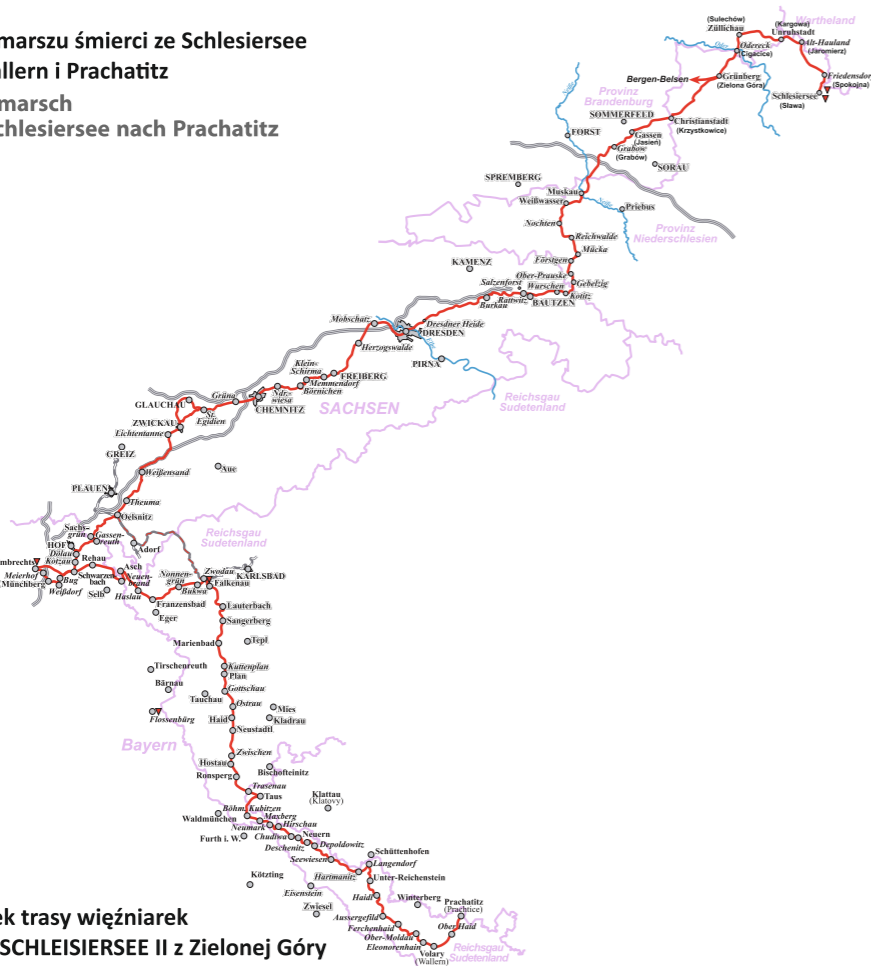 marszu śmierci ze Schlesiersee
allern i Prachatitz
marsch
chlesiersee nach Prachatitz
(Sulechów)
Züllichau
(Kargowa)
Unruhstadt
Wartheland
Alt-Hauland
(Jaromierz)
Oder
Odereck
(Cigacice)
Friedensdorf
(Spokojna)
Bergen-Belsen
Grünberg
(Zielona Góra)
Schlesiersee
(Sława)
Provinz
Brandenburg
Neiße
SOMMERFELD
Christianstadt
(Krzystkowice)
FORST
Gassen
(Jasień)
Grabow
(Grabów)
SORAU
SPREMBERG
Muskau
Weißwasser
Neiße
Priebus
Nochten
Provinz
Niederschlesien
Reichwalde
Mücka
KAMENZ
Förstgen
Ober-Prauske
Salzenforst
Wurschen
Gebelzig
Burkau
Rattwitz
BAUTZEN
Kotitz
Mobschatz
Dresdner Heide
DRESDEN
Elbe
Herzogswalde
PIRNA
Klein-
Schirma
FREIBERG
Memmendorf
Börnichen
Ndr.
wiesa
Grüna
CHEMNITZ
SACHSEN
Reichsgau
Sudetenland
GLAUCHAU
St.
Egidien
ZWICKAU
Eichtentanne
GREIZ
Aue
Weißensand
PLAUEN
Theuma
Oelsnitz
Sachs-
grün
Gassen-
reuth
HOF
Adorf
Reichsgau
Sudetenland
Dölau
Kotzau
Rehau
mbrechts
Meierhof
(Münchberg
Bug
Weißdorf
Schwarzen
bach
Selb
Asch
Neuen-
brand
Haslau
Nonnen-
grün
Bukwa
Zwodau
Falkenau
KARLSBAD
Franzensbad
Eger
Lauterbach
Sangerberg
Marienbad
Tepl
Tirschenreuth
Kuttenplan
Plan
Bärnau
Gottschau
Tauchau
Ostrau
Mies
Flossenbürg
Haid
Kladrau
Neustadtl
Bayern
Zwischen
Hostau
Ronsperg
Bischofteinitz
Trasenau
Taus
Klattau
(Klatovy)
Böhm. Kubitzen
Waldmünchen
Maxberg
Neumark
Hirschau
Furth i. W.
Chudiwa
Neuern
Deschenitz
Depoldowitz
Seewiesen
Schüttenhofen
Langendorf
Hartmanitz
Unter-Reichenstein
Kötzting
Eisenstein
Haidl
Winterberg
Zwiesel
Prachatitz
(Prachtice)
Aussergefild
Ferchenhaid
Ober Haid
Ober-Moldau
Eleonorenhain
Volary
(Wallern)
Reichsgau
Sudetenland
ek trasy więźniarek
SCHLEISIERSEE II z Zielonej Góry